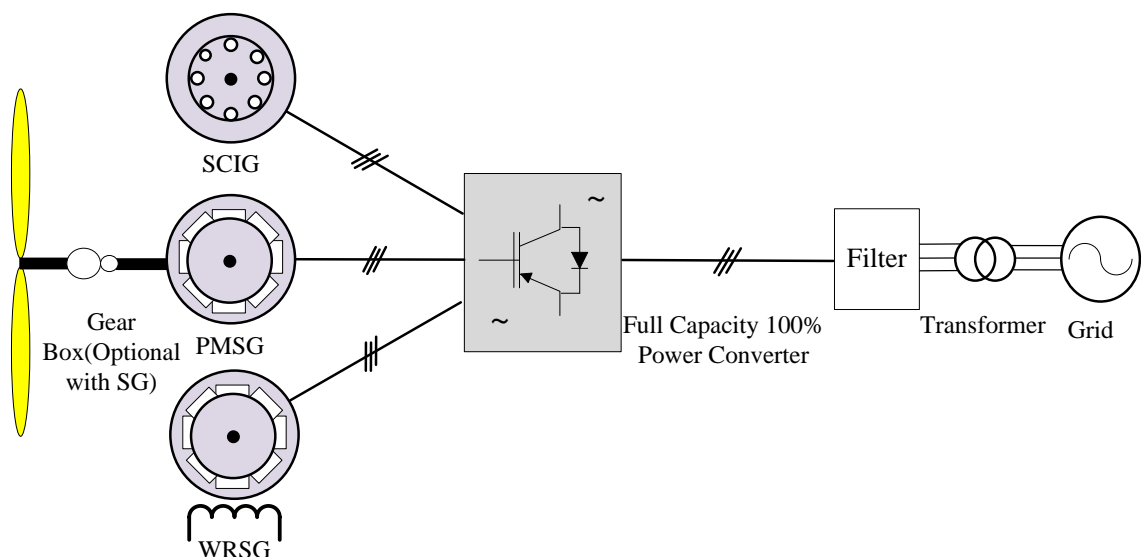 SCIG
Gear
Box(Optional
with SG)
PMSG
WRSG
~
~
Full Capacity 100%
Power Converter
Filter
Transformer
Grid